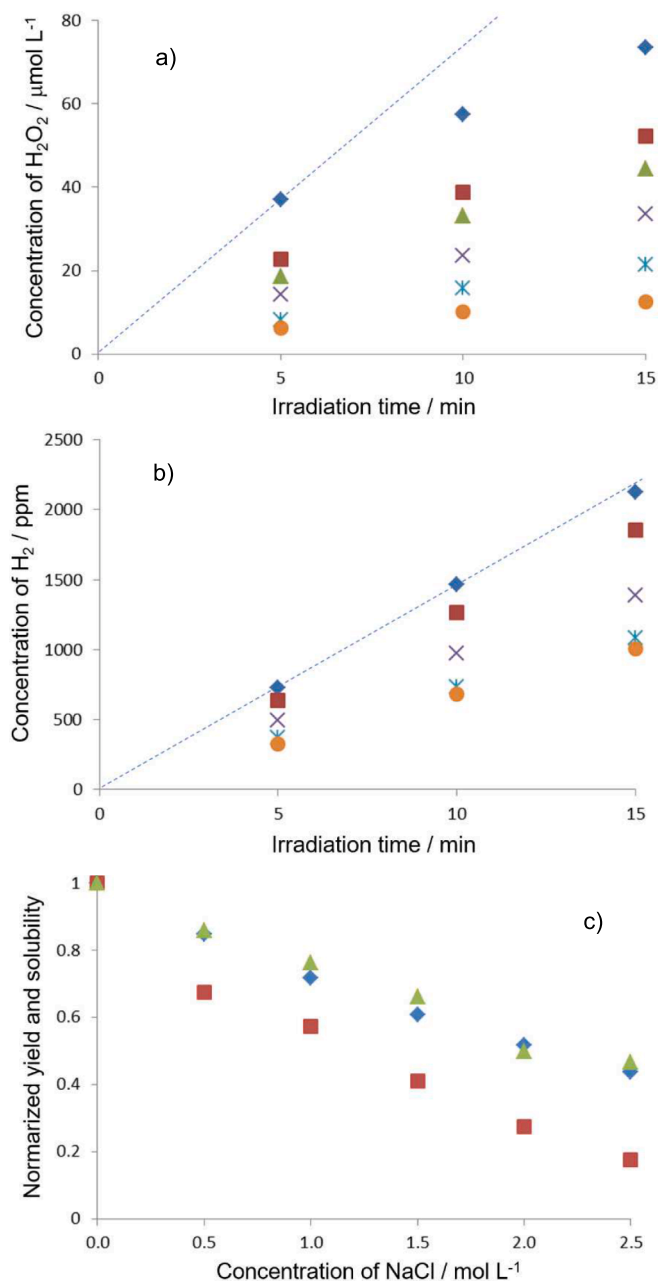 a)
80
60
40
20
0
0 5 10 15
Concentration of H₂O₂ / μmol L⁻¹
Irradiation time / min
b)
2500
2000
1500
1000
500
0
0 5 10 15
Concentration of H₂ / ppm
Irradiation time / min
c)
1
0.8
0.6
0.4
0.2
0
0.0 0.5 1.0 1.5 2.0 2.5
Normarized yield and solubility
Concentration of NaCl / mol L⁻¹